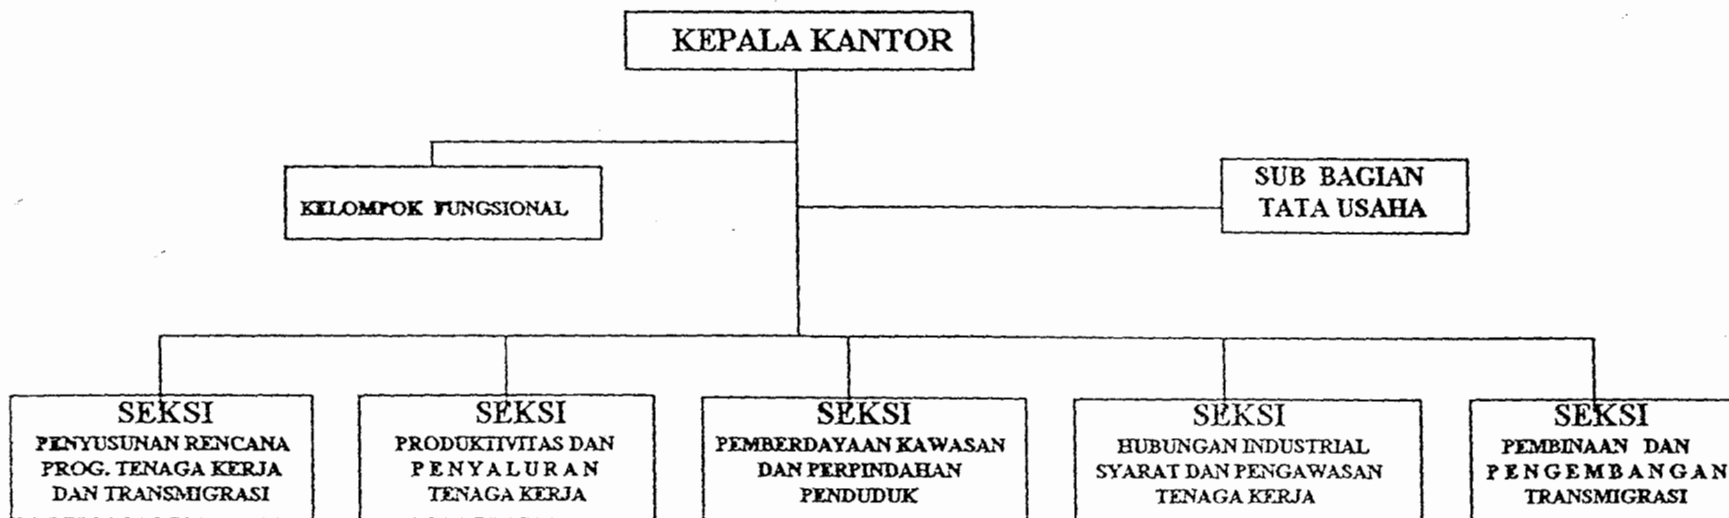 KEPALA KANTOR
KELOMPOK FUNGSIONAL
SUB BAGIAN
TATA USAHA
SEKSI
PENYUSUNAN RENCANA
PROG. TENAGA KERJA
DAN TRANSMIGRASI
SEKSI
PRODUKTIVITAS DAN
PENYALURAN
TENAGA KERJA
SEKSI
PEMBERDAYAAN KAWASAN
DAN PERPINDAHAN
PENDUDUK
SEKSI
HUBUNGAN INDUSTRIAL
SYARAT DAN PENGAWASAN
TENAGA KERJA
SEKSI
PEMBINAAN DAN
PENGEMBANGAN
TRANSMIGRASI